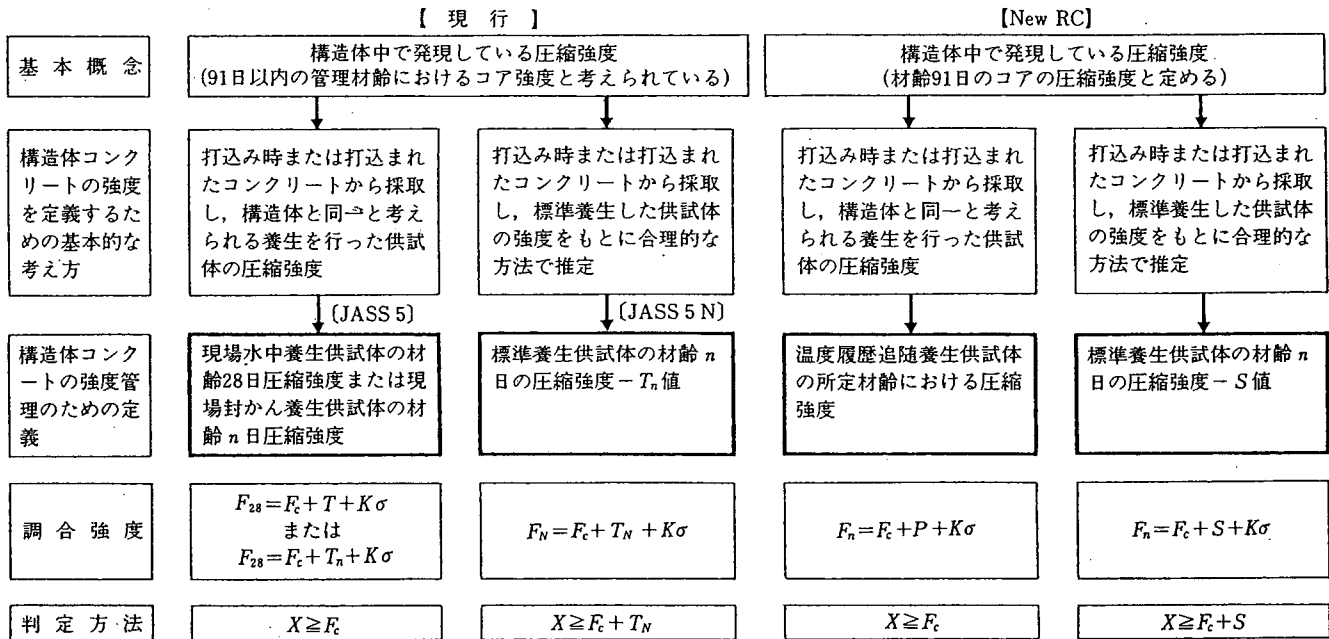 【 現 行 】
【New RC】
基 本 概 念
構造体中で発現している圧縮強度
(91日以内の管理材齢におけるコア強度と考えられている)
構造体中で発現している圧縮強度
(材齢91日のコアの圧縮強度と定める)
構造体コンク
リートの強度
を定義するた
めの基本的な
考え方
打込み時または打込まれ
たコンクリートから採取
し，構造体と同一と考え
られる養生を行った供試
体の圧縮強度
打込み時または打込まれ
たコンクリートから採取
し，標準養生した供試体
の強度をもとに合理的な
方法で推定
打込み時または打込まれ
たコンクリートから採取
し，構造体と同一と考え
られる養生を行った供試
体の圧縮強度
打込み時または打込まれ
たコンクリートから採取
し，標準養生した供試体
の強度をもとに合理的な
方法で推定
〔JASS 5〕
〔JASS 5 N〕
構造体コンク
ートの強度管
理のための定
義
現場水中養生供試体の材
齢28日圧縮強度または現
場封かん養生供試体の材
齢 n 日圧縮強度
標準養生供試体の材齢 n
日の圧縮強度－Tn値
温度履歴追随養生供試体
の所定材齢における圧縮
強度
標準養生供試体の材齢 n
日の圧縮強度－S値
調 合 強 度
F28＝Fc＋T＋Kσ
または
F28＝Fc＋Tn＋Kσ
FN＝Fc＋TN＋Kσ
Fn＝Fc＋P＋Kσ
Fn＝Fc＋S＋Kσ
判 定 方 法
X≧Fc
X≧Fc＋TN
X≧Fc
X≧Fc＋S